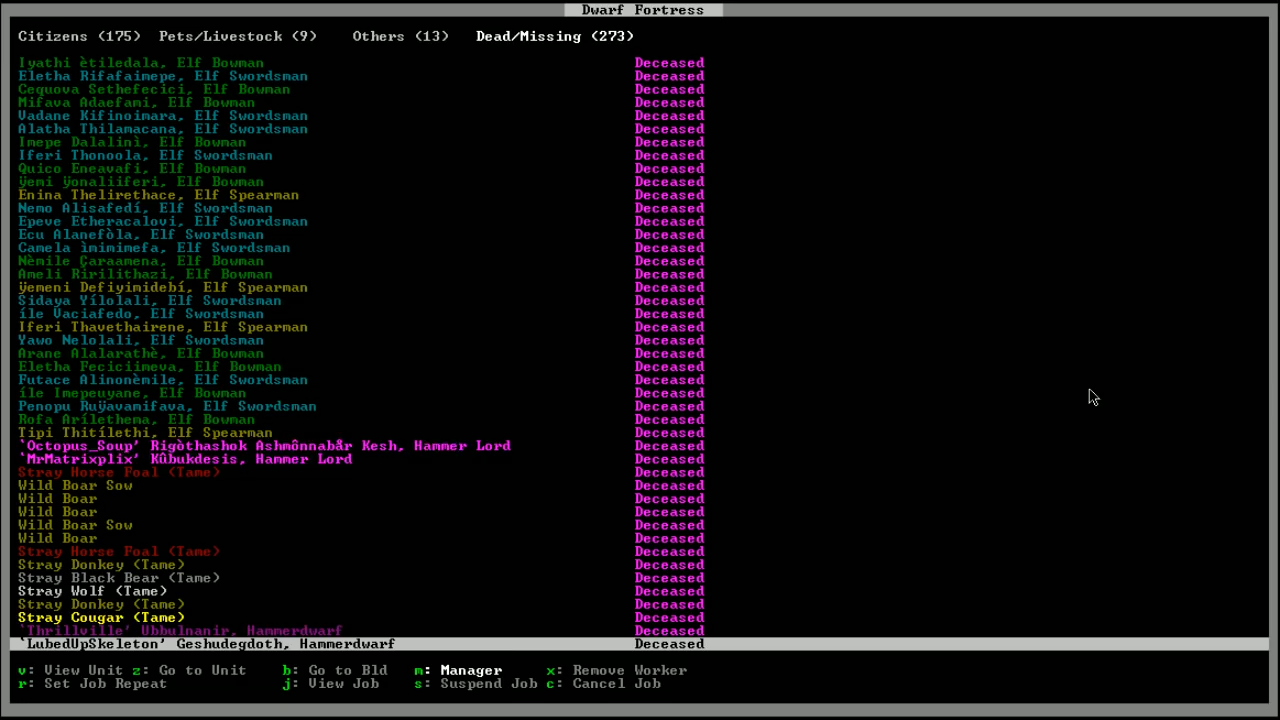 Dwarf Fortress
Citizens (175) Pets/Livestock (9) Others (13) Dead/Missing (273)
Iyathi ètiledala, Elf Bowman Deceased
Eletha Rifafaimepe, Elf Swordsman Deceased
Cequova Sethefecici, Elf Bowman Deceased
Mifava Adaefami, Elf Bowman Deceased
Vadane Kifinoimara, Elf Swordsman Deceased
Alatha Thilamacana, Elf Swordsman Deceased
Imepe Dalalinì, Elf Bowman Deceased
Iferi Thonoola, Elf Swordsman Deceased
Quico Eneavafi, Elf Bowman Deceased
ÿemi ÿonaliiferi, Elf Bowman Deceased
Enina Thelirethace, Elf Spearman Deceased
Nemo Alisafedí, Elf Swordsman Deceased
Epeve Etheracalovi, Elf Swordsman Deceased
Ecu Alanefòla, Elf Swordsman Deceased
Camela ìmimimefa, Elf Swordsman Deceased
Nèmile Çaraamena, Elf Bowman Deceased
Ameli Ririlithazi, Elf Bowman Deceased
ÿemeni Defiyimidebí, Elf Spearman Deceased
Sidaya Yílolali, Elf Swordsman Deceased
íle Vaciafedo, Elf Swordsman Deceased
Iferi Thavethairene, Elf Spearman Deceased
Yawo Nelolali, Elf Swordsman Deceased
Arane Alalarathè, Elf Bowman Deceased
Eletha Feciciimeva, Elf Bowman Deceased
Futace Alinonèmile, Elf Swordsman Deceased
íle Imepeuyane, Elf Bowman Deceased
Penopu Ruÿavamifava, Elf Swordsman Deceased
Rofa Arílethema, Elf Bowman Deceased
Tipi Thitílethi, Elf Spearman Deceased
`Octopus_Soup' Rigòthashok Ashmônnabår Kesh, Hammer Lord Deceased
`MrMatrixplix' Kûbukdesis, Hammer Lord Deceased
Stray Horse Foal (Tame) Deceased
Wild Boar Sow Deceased
Wild Boar Deceased
Wild Boar Deceased
Wild Boar Sow Deceased
Wild Boar Deceased
Stray Horse Foal (Tame) Deceased
Stray Donkey (Tame) Deceased
Stray Black Bear (Tame) Deceased
Stray Wolf (Tame) Deceased
Stray Donkey (Tame) Deceased
Stray Cougar (Tame) Deceased
`Thrillville' Ubbulnanir, Hammerdwarf Deceased
`LubedUpSkeleton' Geshudegdoth, Hammerdwarf Deceased
v: View Unit z: Go to Unit b: Go to Bld m: Manager x: Remove Worker
r: Set Job Repeat j: View Job s: Suspend Job c: Cancel Job